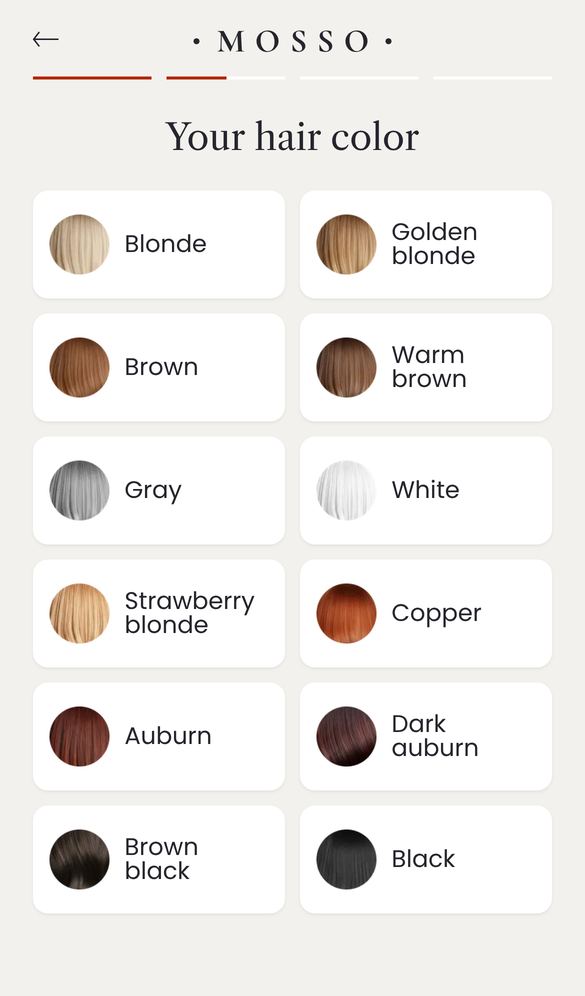 • MOSSO •
Your hair color
Blonde
Golden
blonde
Brown
Warm
brown
Gray
White
Strawberry
blonde
Copper
Auburn
Dark
auburn
Brown
black
Black